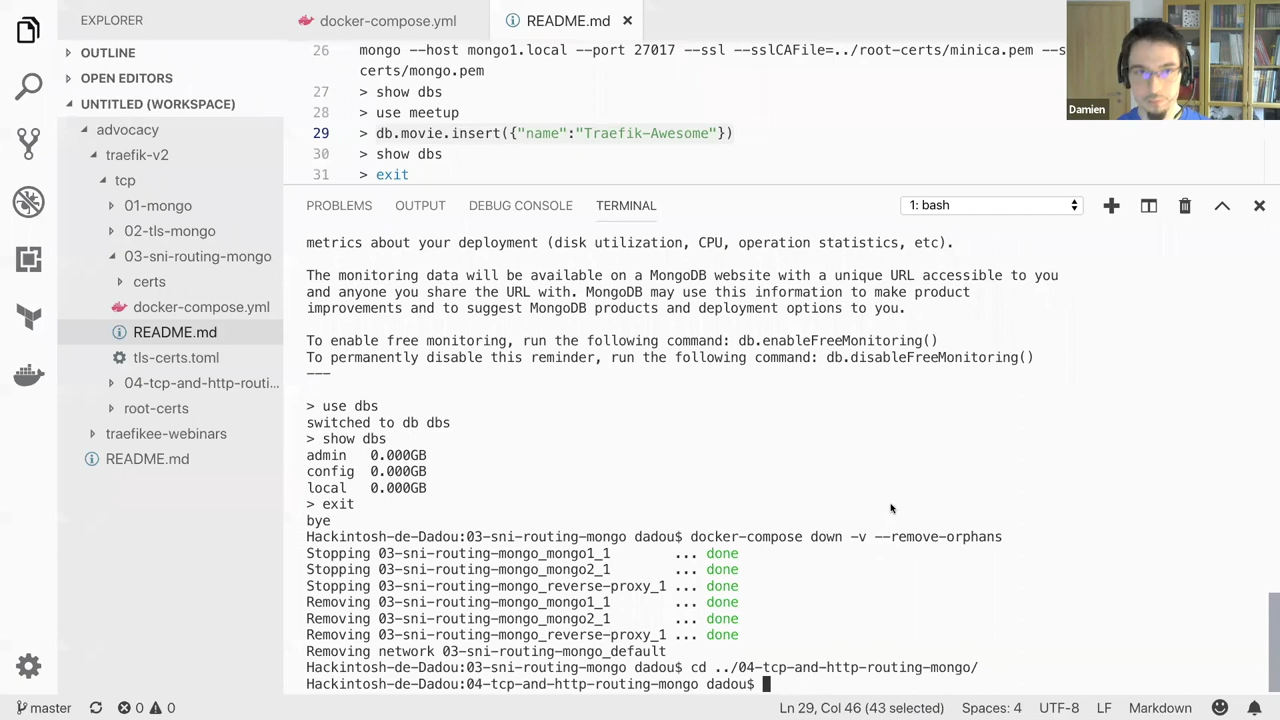 EXPLORER
OUTLINE
OPEN EDITORS
UNTITLED (WORKSPACE)
advocacy
traefik-v2
tcp
01-mongo
02-tls-mongo
03-sni-routing-mongo
certs
docker-compose.yml
README.md
tls-certs.toml
04-tcp-and-http-routi...
root-certs
traefikee-webinars
README.md
docker-compose.yml
README.md
26 mongo --host mongo1.local --port 27017 --ssl --sslCAFile=../root-certs/minica.pem --s
certs/mongo.pem
27 > show dbs
28 > use meetup
29 > db.movie.insert({"name":"Traefik-Awesome"})
30 > show dbs
31 > exit
Damien
PROBLEMS OUTPUT DEBUG CONSOLE TERMINAL 1: bash
metrics about your deployment (disk utilization, CPU, operation statistics, etc).
The monitoring data will be available on a MongoDB website with a unique URL accessible to you
and anyone you share the URL with. MongoDB may use this information to make product
improvements and to suggest MongoDB products and deployment options to you.
To enable free monitoring, run the following command: db.enableFreeMonitoring()
To permanently disable this reminder, run the following command: db.disableFreeMonitoring()
---
> use dbs
switched to db dbs
> show dbs
admin 0.000GB
config 0.000GB
local 0.000GB
> exit
bye
Hackintosh-de-Dadou:03-sni-routing-mongo dadou$ docker-compose down -v --remove-orphans
Stopping 03-sni-routing-mongo_mongo1_1 ... done
Stopping 03-sni-routing-mongo_mongo2_1 ... done
Stopping 03-sni-routing-mongo_reverse-proxy_1 ... done
Removing 03-sni-routing-mongo_mongo1_1 ... done
Removing 03-sni-routing-mongo_mongo2_1 ... done
Removing 03-sni-routing-mongo_reverse-proxy_1 ... done
Removing network 03-sni-routing-mongo_default
Hackintosh-de-Dadou:03-sni-routing-mongo dadou$ cd ../04-tcp-and-http-routing-mongo/
Hackintosh-de-Dadou:04-tcp-and-http-routing-mongo dadou$
master 0 0 Ln 29, Col 46 (43 selected) Spaces: 4 UTF-8 LF Markdown